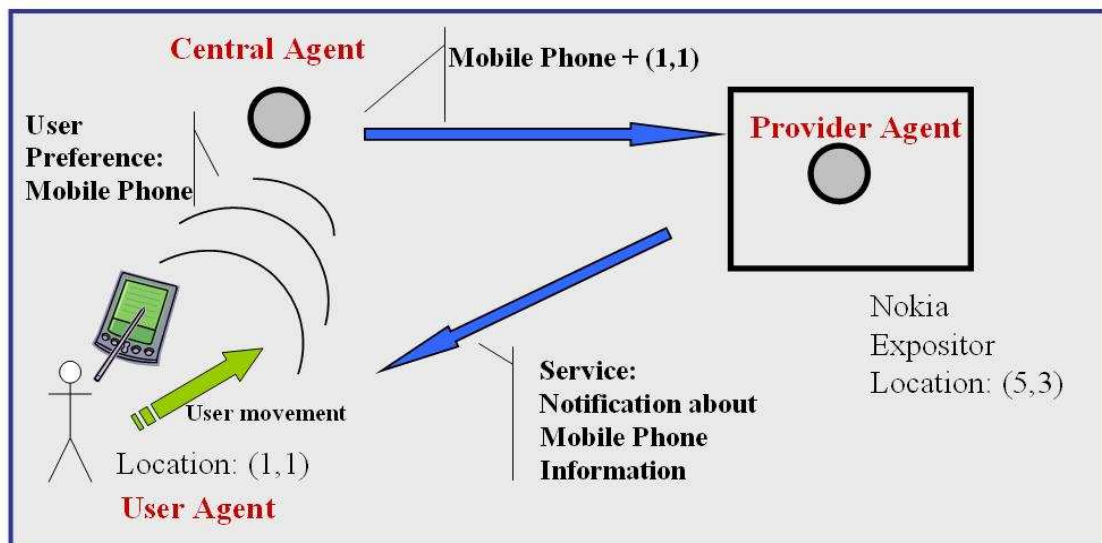 Central Agent
Mobile Phone + (1,1)
User
Preference:
Mobile Phone
Provider Agent
Nokia
Expositor
Location: (5,3)
Service:
Notification about
Mobile Phone
Information
User movement
Location: (1,1)
User Agent